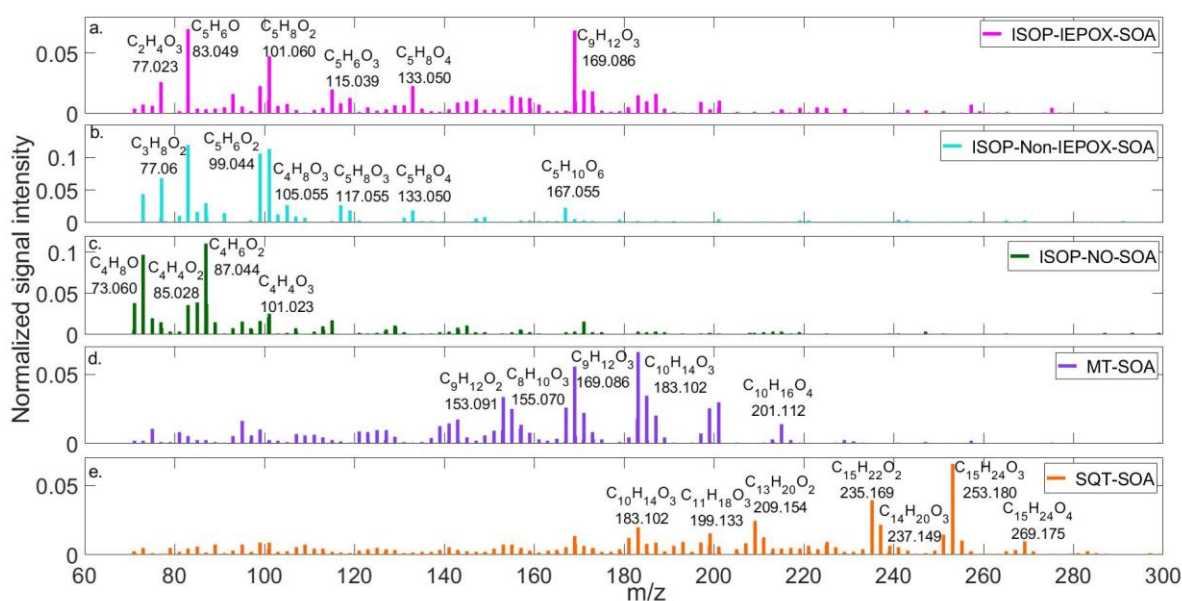 Normalized signal intensity
a.
ISOP-IEPOX-SOA
C₂H₄O₃
77.023
C₅H₆O
83.049
C₅H₈O₂
101.060
C₅H₆O₃
115.039
C₅H₈O₄
133.050
C₉H₁₂O₃
169.086
0.05
0
b.
ISOP-Non-IEPOX-SOA
C₃H₈O₂
77.06
C₅H₆O₂
99.044
C₄H₈O₃
105.055
C₅H₈O₃
117.055
C₅H₈O₄
133.050
C₅H₁₀O₆
167.055
0.1
0.05
0
c.
ISOP-NO-SOA
C₄H₈O
73.060
C₄H₄O₂
85.028
C₄H₆O₂
87.044
C₄H₄O₃
101.023
0.1
0.05
0
d.
MT-SOA
C₉H₁₂O₂
153.091
C₈H₁₀O₃
155.070
C₉H₁₂O₃
169.086
C₁₀H₁₄O₃
183.102
C₁₀H₁₆O₄
201.112
0.05
0
e.
SQT-SOA
C₁₀H₁₄O₃
183.102
C₁₁H₁₈O₃
199.133
C₁₃H₂₀O₂
209.154
C₁₅H₂₂O₂
235.169
C₁₄H₂₀O₃
237.149
C₁₅H₂₄O₃
253.180
C₁₅H₂₄O₄
269.175
0.05
0
60 80 100 120 140 160 180 200 220 240 260 280 300
m/z